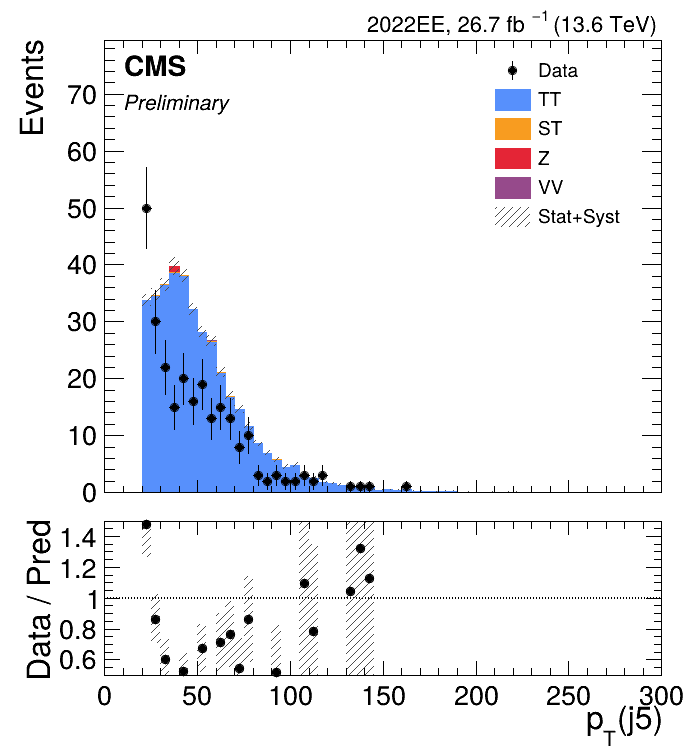 2022EE, 26.7 fb⁻¹ (13.6 TeV)
CMS
Preliminary
Events
70
60
50
40
30
20
10
0
Data
TT
ST
Z
VV
Stat+Syst
Data / Pred
1.4
1.2
1
0.8
0.6
0 50 100 150 200 250 300
p_T(j5)